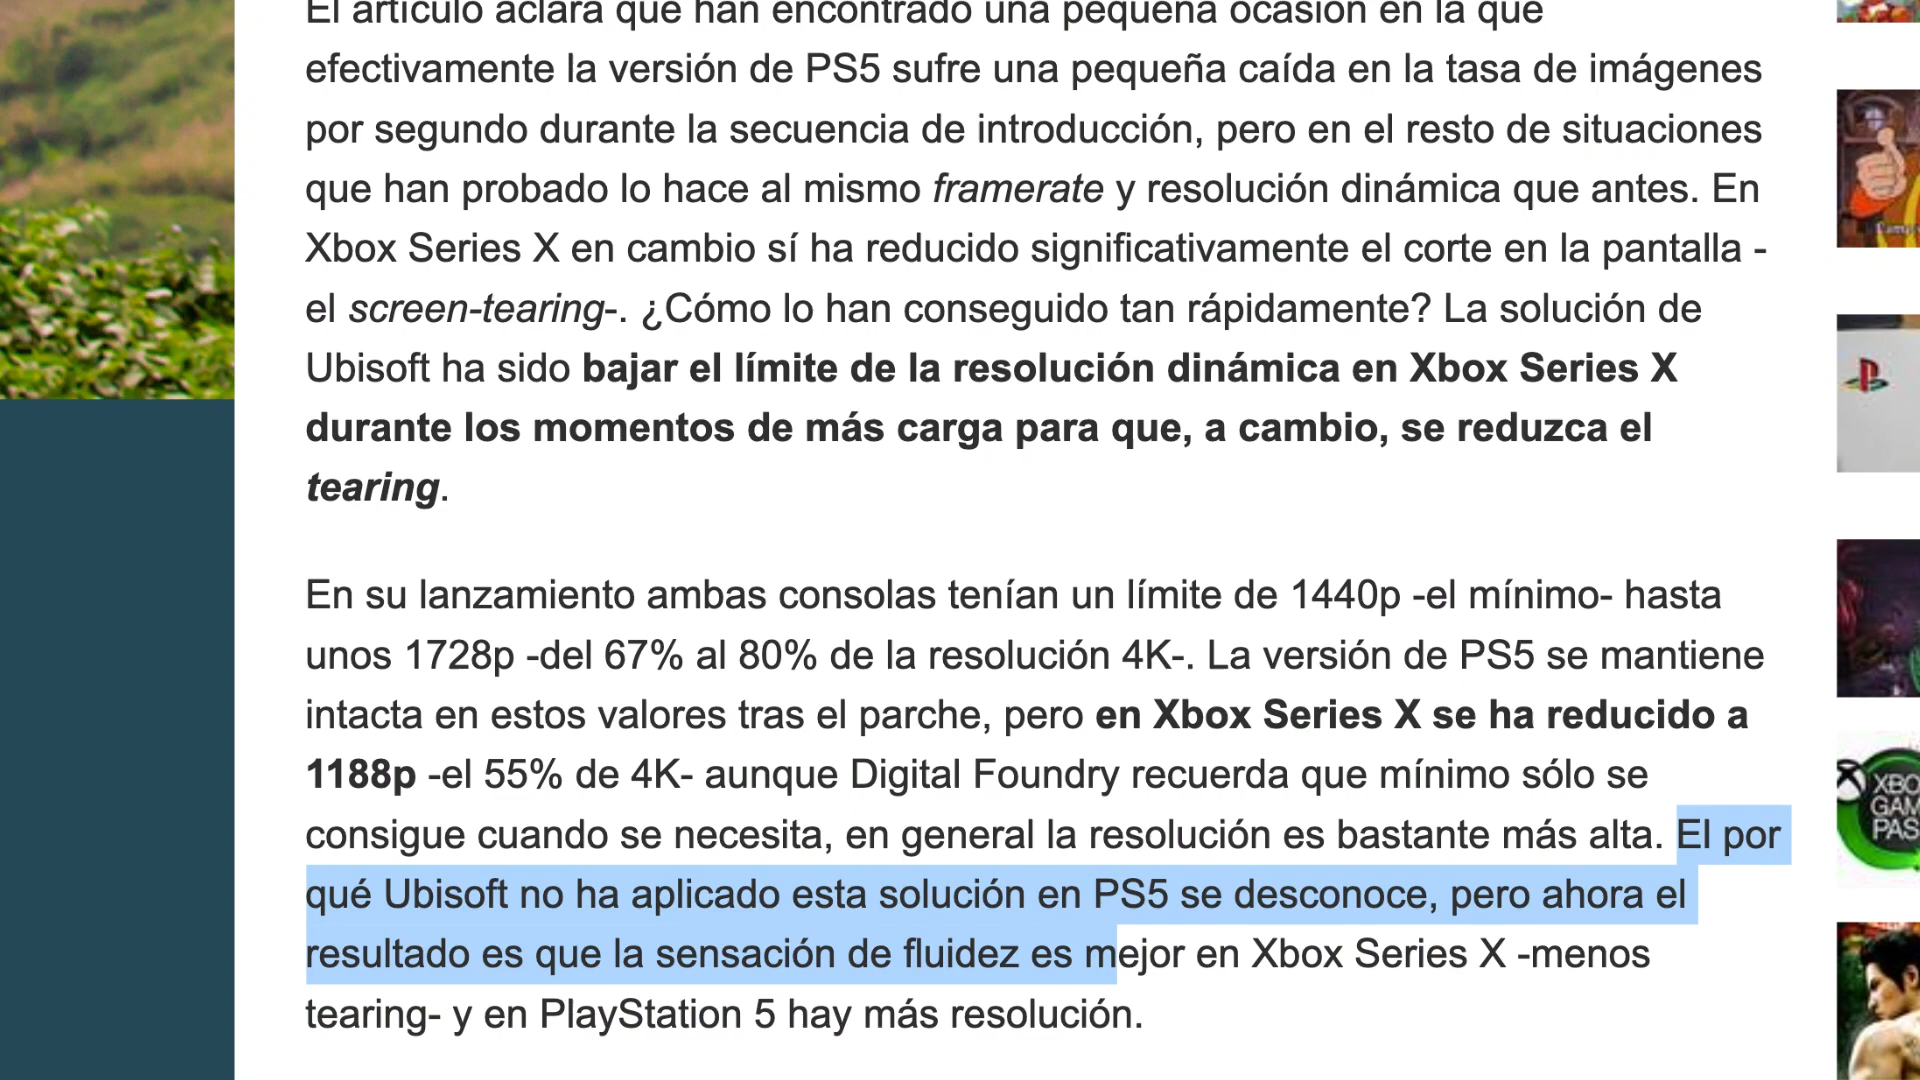 El artículo aclara que han encontrado una pequeña ocasión en la que
efectivamente la versión de PS5 sufre una pequeña caída en la tasa de imágenes
por segundo durante la secuencia de introducción, pero en el resto de situaciones
que han probado lo hace al mismo framerate y resolución dinámica que antes. En
Xbox Series X en cambio sí ha reducido significativamente el corte en la pantalla -
el screen-tearing-. ¿Cómo lo han conseguido tan rápidamente? La solución de
Ubisoft ha sido bajar el límite de la resolución dinámica en Xbox Series X
durante los momentos de más carga para que, a cambio, se reduzca el
tearing.
En su lanzamiento ambas consolas tenían un límite de 1440p -el mínimo- hasta
unos 1728p -del 67% al 80% de la resolución 4K-. La versión de PS5 se mantiene
intacta en estos valores tras el parche, pero en Xbox Series X se ha reducido a
1188p -el 55% de 4K- aunque Digital Foundry recuerda que mínimo sólo se
consigue cuando se necesita, en general la resolución es bastante más alta. El por
qué Ubisoft no ha aplicado esta solución en PS5 se desconoce, pero ahora el
resultado es que la sensación de fluidez es mejor en Xbox Series X -menos
tearing- y en PlayStation 5 hay más resolución.
XBO
GAM
PAS